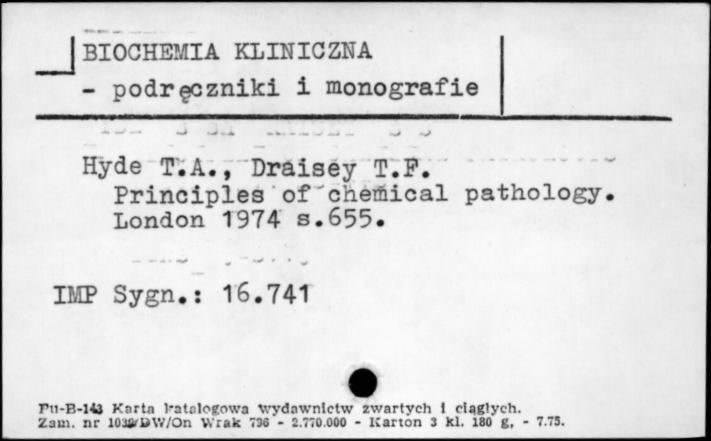 BIOCHEMIA KLINICZNA
- podręczniki i monografie
Hyde T.A., Draisey T.F.
Principles of chemical pathology.
London 1974 s.655.
IMP Sygn.: 16.741
Pu-B-143 Karta katalogowa wydawnictw zwartych i ciągłych.
Zam. nr DW/On Wrak 796 - 2.770.000 - Karton 3 kl. 180 g, - 7.75.